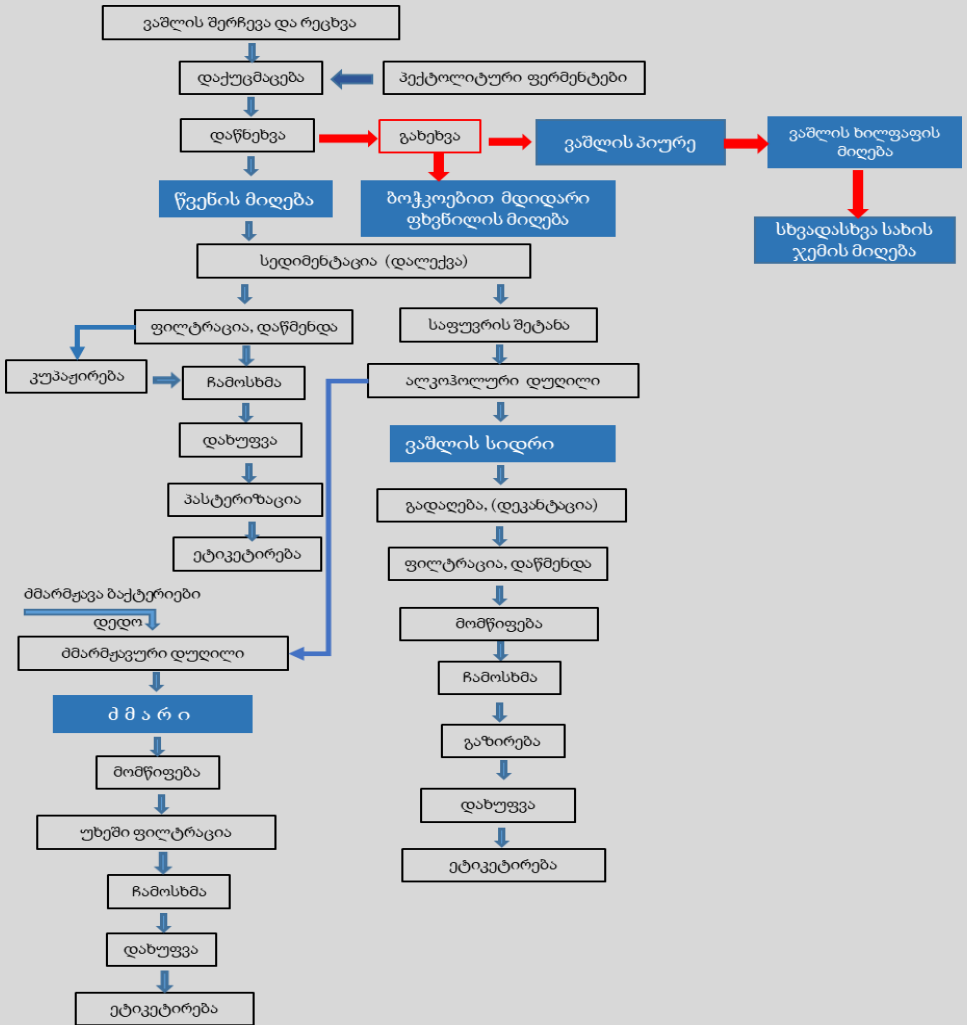 ვაშლის შერჩევა და რეცხვა
დაქუცმაცება
პექტოლიტური ფერმენტები
დაწნეხვა
გახეხვა
ვაშლის პიურე
ვაშლის ხილფაფის
მიღება
წვენის მიღება
ბოჭკოებით მდიდარი
ფხვნილის მიღება
სხვადასხვა სახის
ჯემის მიღება
სედიმენტაცია (დალექვა)
ფილტრაცია, დაწმენდა
საფუვრის შეტანა
კუპაჟირება
ჩამოსხმა
ალკოჰოლური დუღილი
დახუფვა
ვაშლის სიდრი
პასტერიზაცია
გადაღება, (დეკანტაცია)
ეტიკეტირება
ფილტრაცია, დაწმენდა
ძმარმჟავა ბაქტერიები
დედო
მომწიფება
ძმარმჟავური დუღილი
ჩამოსხმა
ძ მ ა რ ი
გაზირება
მომწიფება
დახუფვა
უხეში ფილტრაცია
ეტიკეტირება
ჩამოსხმა
დახუფვა
ეტიკეტირება